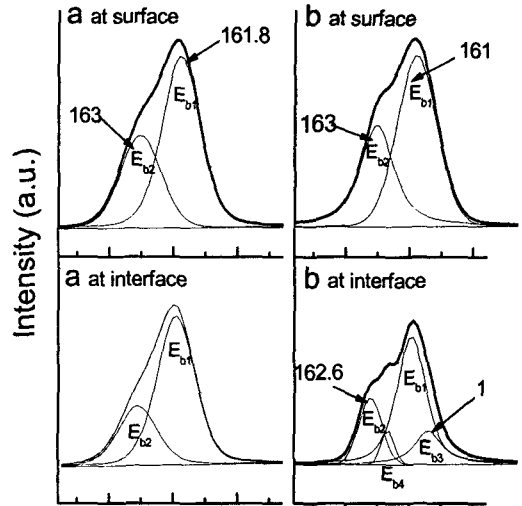 Intensity (a.u.)
a at surface
161.8
163
Eb1
Eb2
b at surface
161
163
Eb1
Eb2
a at interface
Eb1
Eb2
b at interface
162.6
Eb1
Eb2
1
Eb3
Eb4